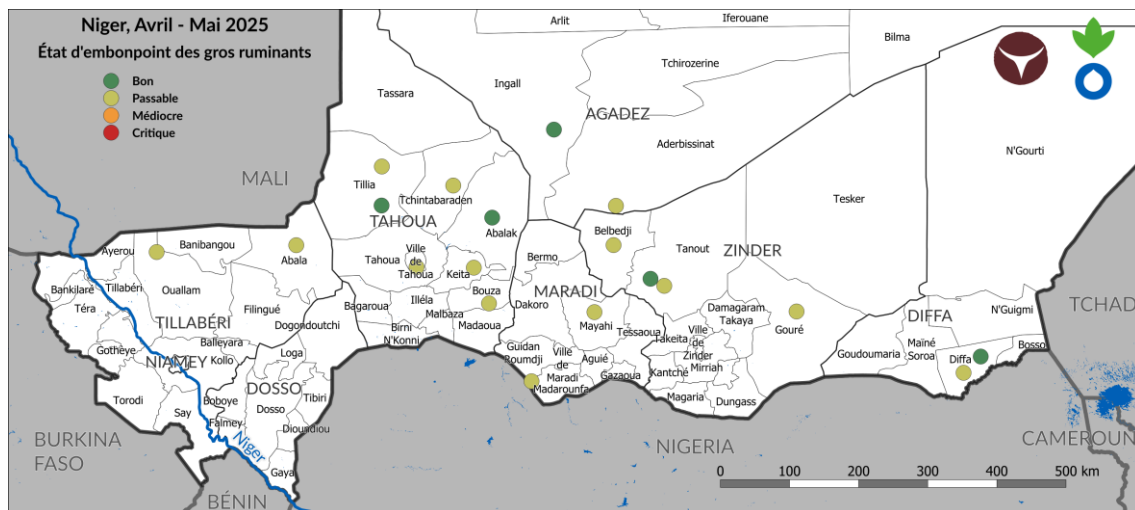 Niger, Avril - Mai 2025
État d'embonpoint des gros ruminants
Bon
Passable
Médiocre
Critique
Arlit
Iferouane
Bilma
Tchirozerine
Ingall
Tassara
AGADEZ
Aderbissinat
N'Gourti
MALI
Tillia
Tchintabaraden
Tesker
TAHOUA
Abalak
Belbedji
Tanout
ZINDER
Ayerou
Banibangou
Abala
Tahoua
Ville
de
Tahoua
Keita
Bermo
Bankilaré
Tillabéri
Ouallam
Téra
Filingué
Bagaroua
Illéla
Bouza
Malbaza
Madaoua
MARADI
Dakoro
Mayahi
Tessaoua
Damagaram
Takaya
Gouré
N'Guigmi
TCHAD
DIFFA
TILLABÉRI
Dogondoutchi
Birni
N'Konni
Takeita
Ville
de
Zinder
Mirriah
Goudoumaria
Maïné
Soroa
Diffa
Bosso
Gotheye
Balleyara
NIAMEY
Kollo
Loga
Guidan
Roumdji
Ville
de
Maradi
Madarounfa
Aguié
Gazaoua
Kantché
Magaria
Dungass
Torodi
Say
Boboye
DOSSO
Dosso
Tibiri
Falmey
Dioundiou
Gaya
Niger
BURKINA
FASO
BÉNIN
NIGERIA
CAMEROUN
0 100 200 300 400 500 km